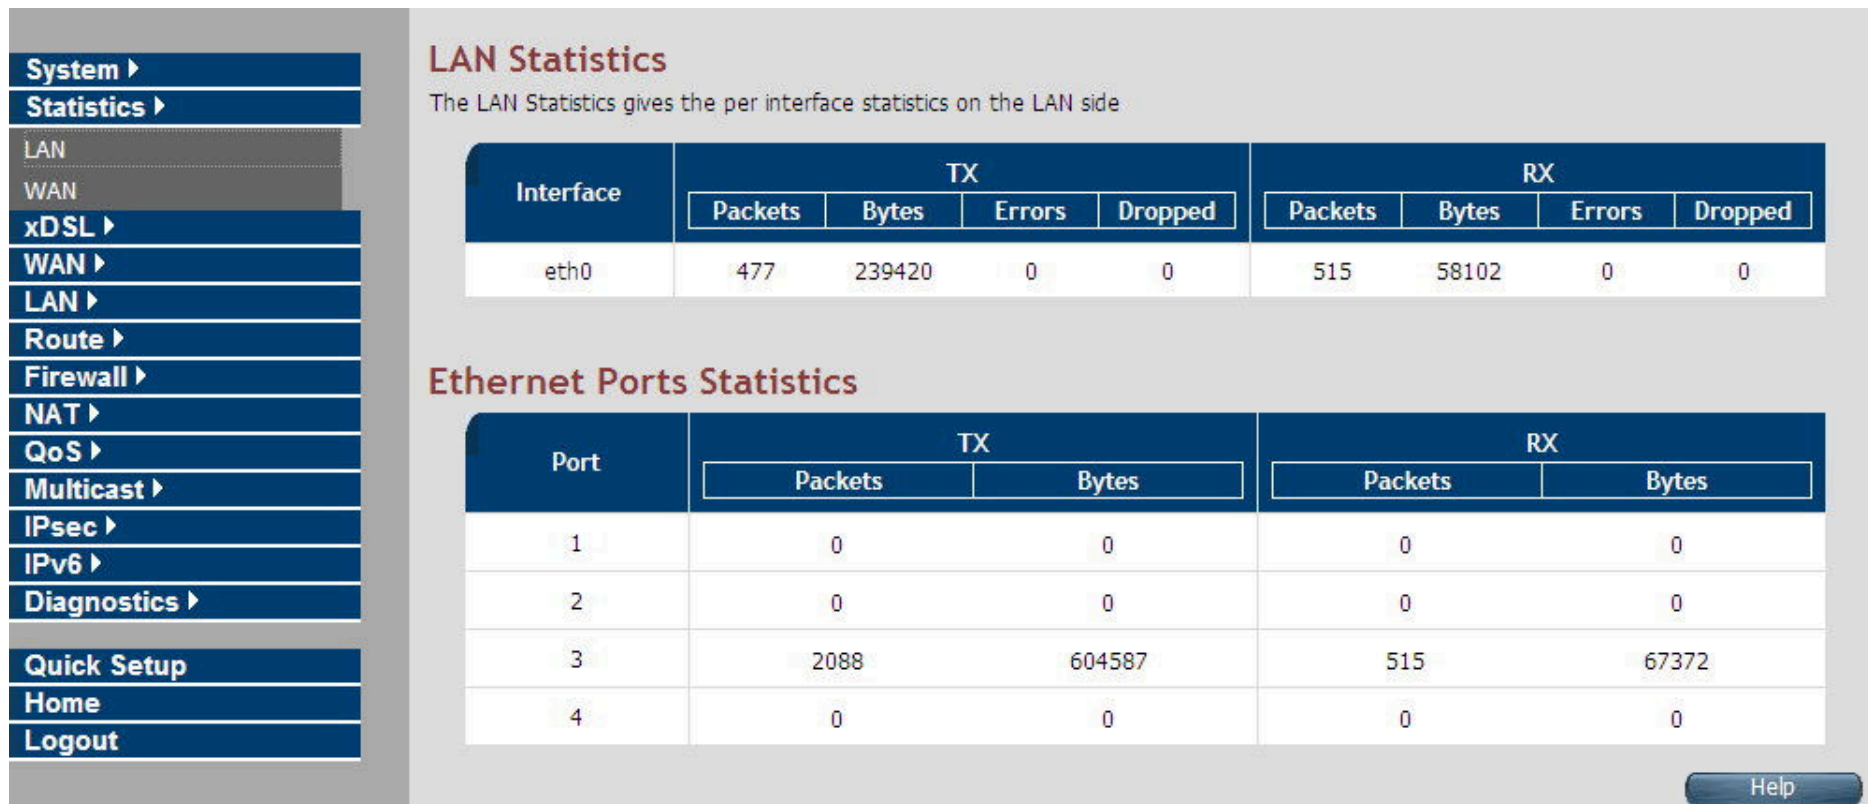 System
Statistics
LAN
WAN
xDSL
WAN
LAN
Route
Firewall
NAT
QoS
Multicast
IPsec
IPv6
Diagnostics
Quick Setup
Home
Logout
LAN Statistics
The LAN Statistics gives the per interface statistics on the LAN side
Interface TX RX
Packets Bytes Errors Dropped Packets Bytes Errors Dropped
eth0 477 239420 0 0 515 58102 0 0
Ethernet Ports Statistics
Port TX RX
Packets Bytes Packets Bytes
1 0 0 0 0
2 0 0 0 0
3 2088 604587 515 67372
4 0 0 0 0
Help